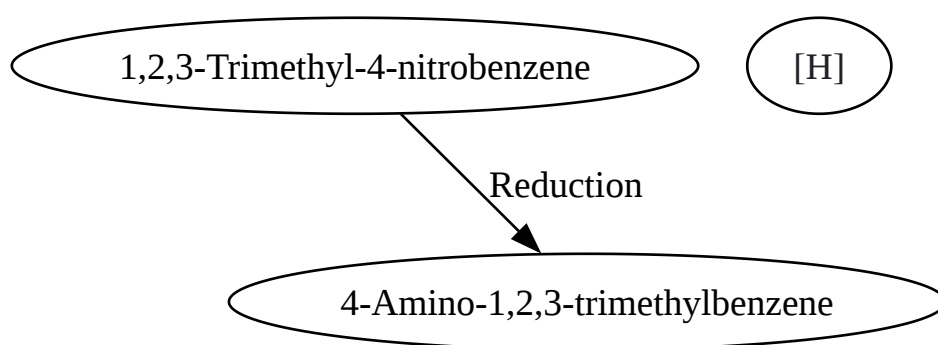 1,2,3-Trimethyl-4-nitrobenzene
[H]
Reduction
4-Amino-1,2,3-trimethylbenzene